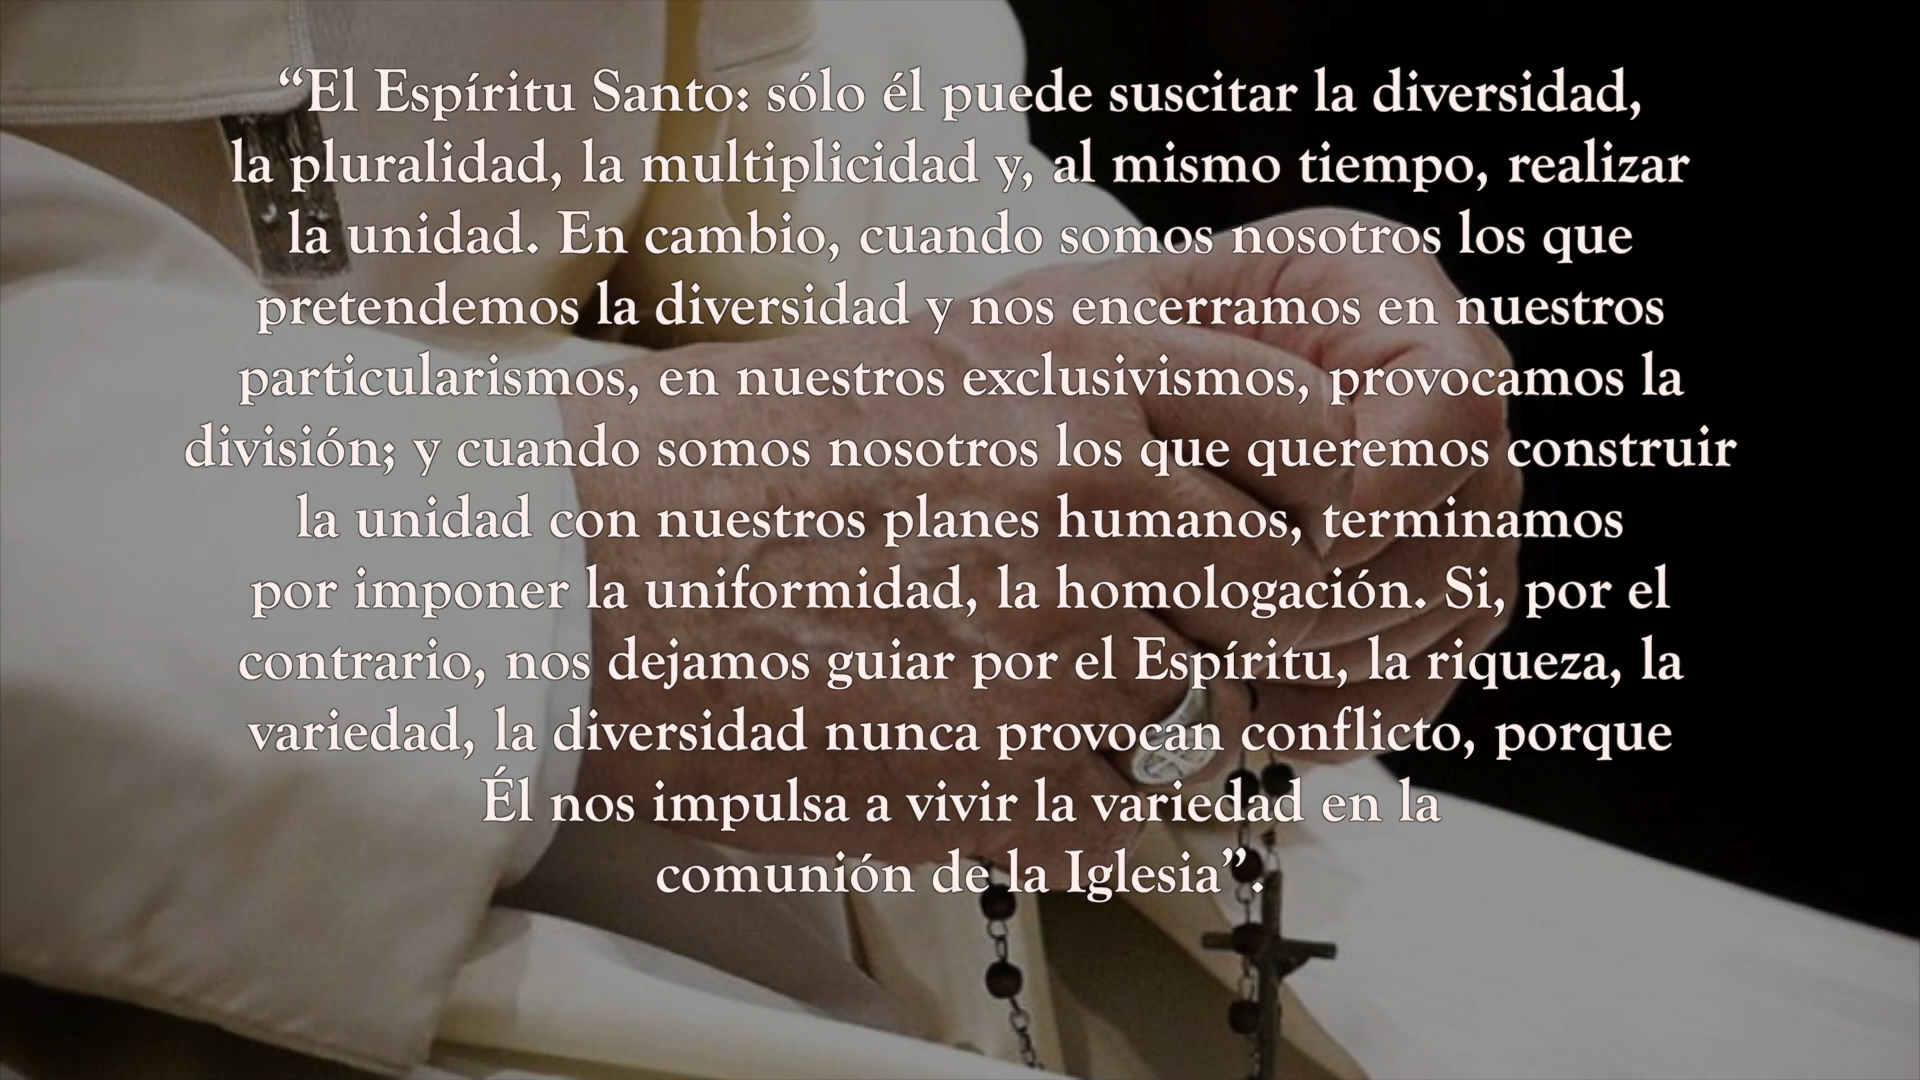 “El Espíritu Santo: sólo él puede suscitar la diversidad,
la pluralidad, la multiplicidad y, al mismo tiempo, realizar
la unidad. En cambio, cuando somos nosotros los que
pretendemos la diversidad y nos encerramos en nuestros
particularismos, en nuestros exclusivismos, provocamos la
división; y cuando somos nosotros los que queremos construir
la unidad con nuestros planes humanos, terminamos
por imponer la uniformidad, la homologación. Si, por el
contrario, nos dejamos guiar por el Espíritu, la riqueza, la
variedad, la diversidad nunca provocan conflicto, porque
Él nos impulsa a vivir la variedad en la
comunión de la Iglesia”.